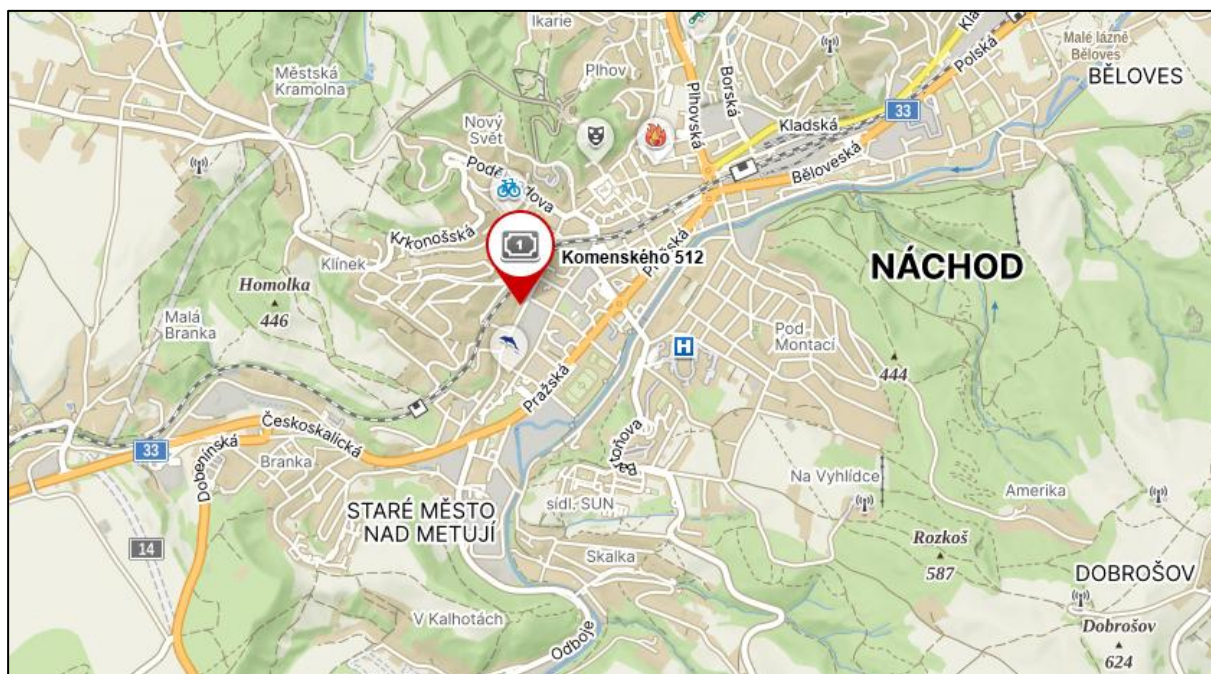 Ikarie
Kla
Polská
Malé lázně
Běloves
BĚLOVES
Městská
Kramolna
Plhov
Borská
Plhovská
33
Kladská
Nový
Svět
Běloveská
Krkonošská
1
Komenského 512
NÁCHOD
Klínek
Homolka
446
Malá
Branka
Pod
Montací
H
444
Pražská
Českoskalická
33
Dobenínská
Branka
Na Vyhlídce
Amerika
sídl. SUN
STARÉ MĚSTO
NAD METUJÍ
14
Rozkoš
587
Skalka
DOBROŠOV
V Kalhotách
Odboje
Dobrošov
624